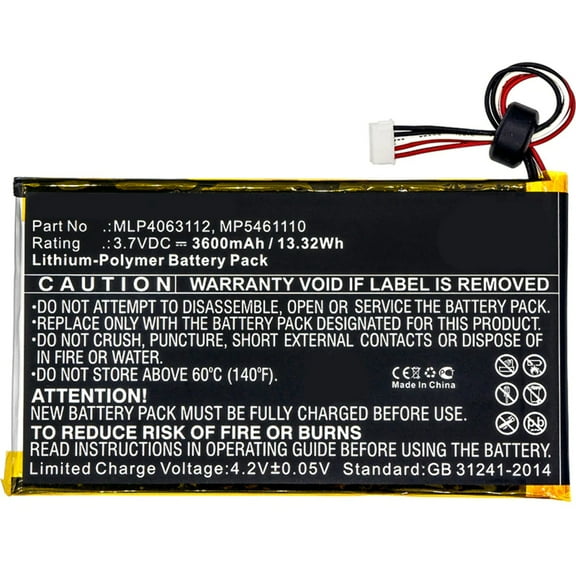 Part No :MLP4063112, MP5461110
Rating :3.7VDC ⎓ 3600mAh / 13.32Wh
Lithium-Polymer Battery Pack
CAUTION! WARRANTY VOID IF LABEL IS REMOVED
•DO NOT ATTEMPT TO DISASSEMBLE, OPEN OR SERVICE THE BATTERY PACK.
•REPLACE ONLY WITH THE BATTERY PACK DESIGNATED FOR THIS PRODUCT.
•DO NOT CRUSH, PUNCTURE, SHORT EXTERNAL CONTACTS OR DISPOSE OF
IN FIRE OR WATER.
•DO NOT STORE ABOVE 60℃ (140℉).
ATTENTION!
NEW BATTERY PACK MUST BE FULLY CHARGED BEFORE USE.
TO REDUCE RISK OF FIRE OR BURNS
READ INSTRUCTIONS BEFORE CHARGING AND OPERATING
Limited Charge Voltage:4.2V±0.05V Standard:GB 31241-2014
CE FC
Made In China